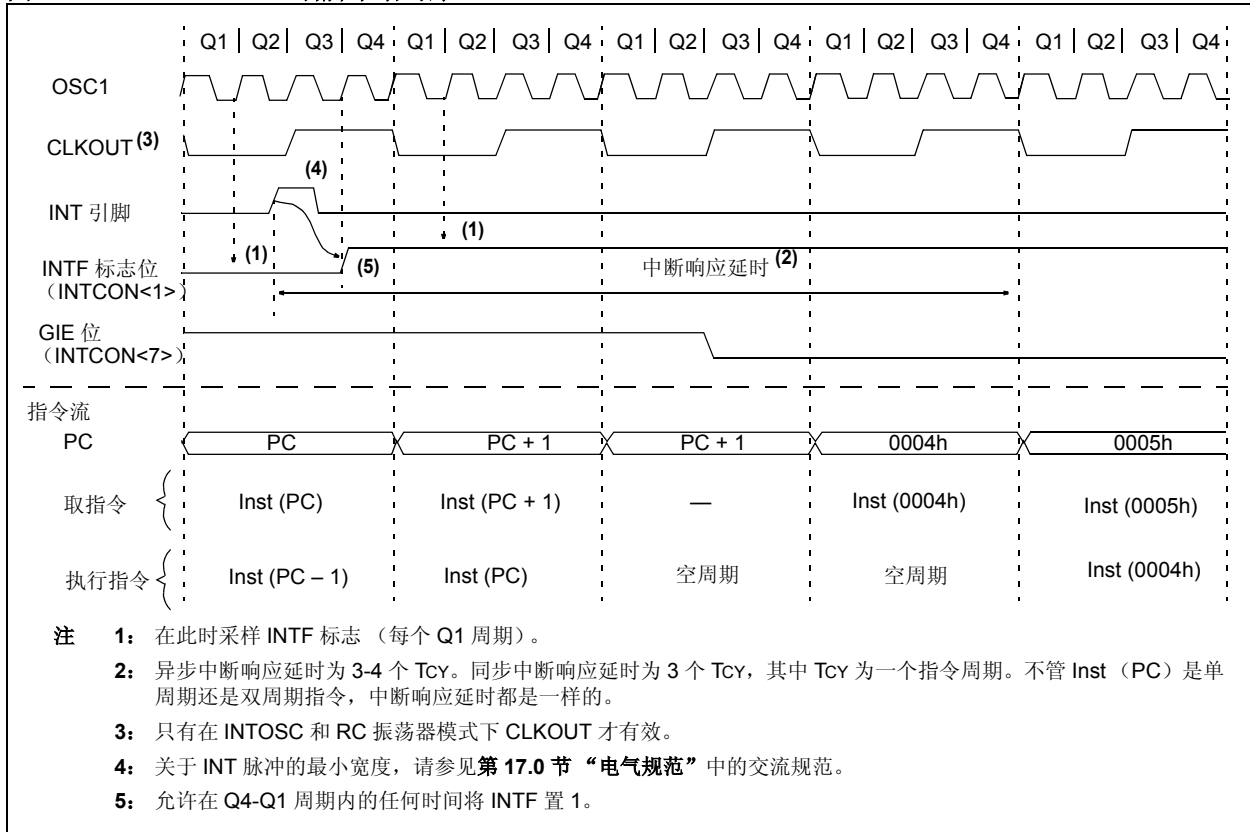 Q1 Q2 Q3 Q4 Q1 Q2 Q3 Q4 Q1 Q2 Q3 Q4 Q1 Q2 Q3 Q4 Q1 Q2 Q3 Q4
OSC1
CLKOUT (3)
(4)
INT 引脚
(1)
(1)
INTF 标志位
(INTCON<1>)
(5)
中断响应延时 (2)
GIE 位
(INTCON<7>)
指令流
PC
PC
PC + 1
PC + 1
0004h
0005h
取指令
Inst (PC)
Inst (PC + 1)
—
Inst (0004h)
Inst (0005h)
执行指令
Inst (PC – 1)
Inst (PC)
空周期
空周期
Inst (0004h)
注 1: 在此时采样 INTF 标志 (每个 Q1 周期)。
2: 异步中断响应延时为 3-4 个 TCY。同步中断响应延时为 3 个 TCY,其中 TCY 为一个指令周期。不管 Inst (PC)是单
周期还是双周期指令,中断响应延时都是一样的。
3: 只有在 INTOSC 和 RC 振荡器模式下 CLKOUT 才有效。
4: 关于 INT 脉冲的最小宽度,请参见第 17.0 节 “电气规范”中的交流规范。
5: 允许在 Q4-Q1 周期内的任何时间将 INTF 置 1。